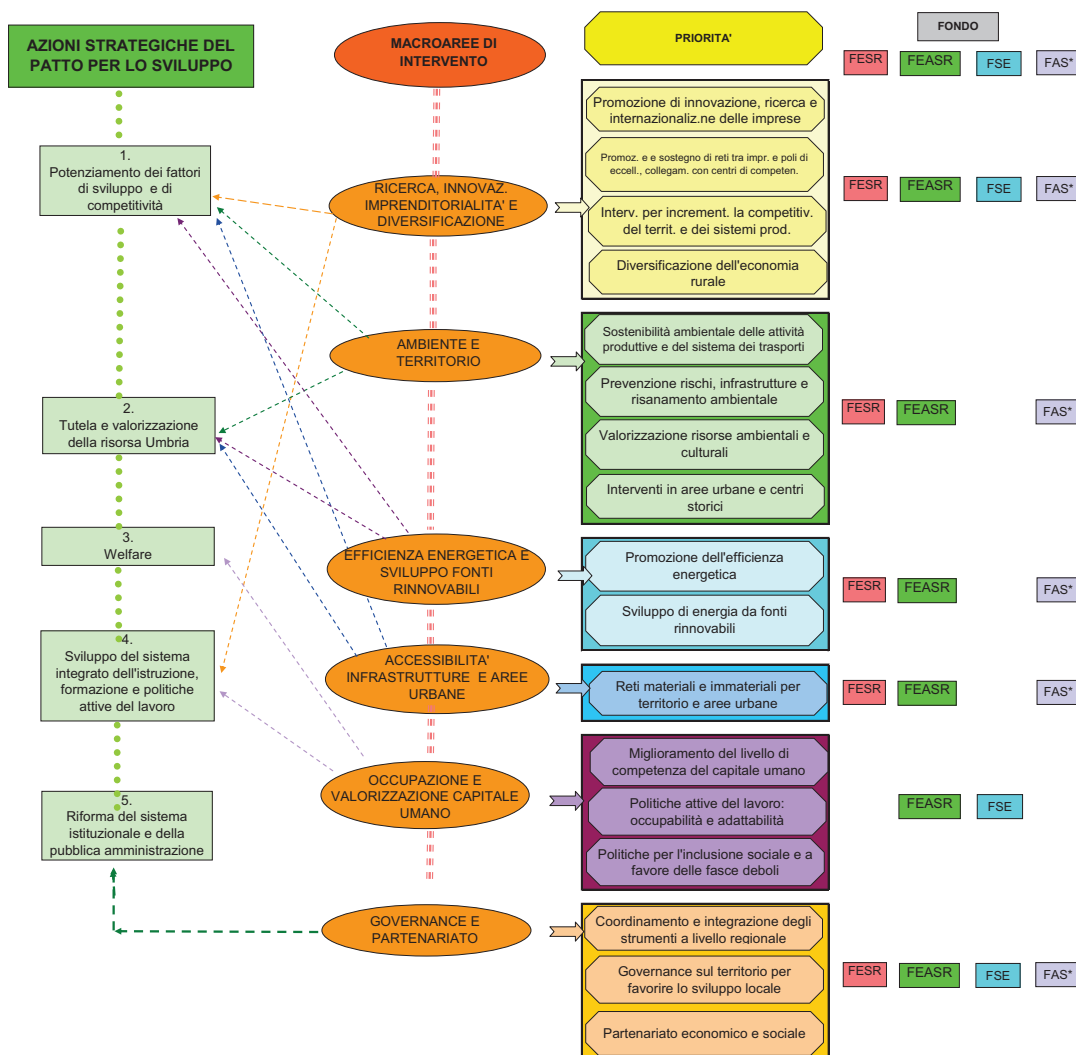 AZIONI STRATEGICHE DEL
PATTO PER LO SVILUPPO
MACROAREE DI
INTERVENTO
PRIORITA'
FONDO
FESR
FEASR
FSE
FAS*
1.
Potenziamento dei fattori
di sviluppo e di
competitività
RICERCA, INNOVAZ.
IMPRENDITORIALITA' E
DIVERSIFICAZIONE
Promozione di innovazione, ricerca e
internazionaliz.ne delle imprese
Promoz. e e sostegno di reti tra impr. e poli di
eccell., collegam. con centri di competen.
Interv. per increment. la competitiv.
del territ. e dei sistemi prod.
Diversificazione dell'economia
rurale
FESR
FEASR
FSE
FAS*
AMBIENTE E
TERRITORIO
Sostenibilità ambientale delle attività
produttive e del sistema dei trasporti
Prevenzione rischi, infrastrutture e
risanamento ambientale
Valorizzazione risorse ambientali e
culturali
Interventi in aree urbane e centri
storici
FESR
FEASR
FAS*
2.
Tutela e valorizzazione
della risorsa Umbria
3.
Welfare
EFFICIENZA ENERGETICA E
SVILUPPO FONTI
RINNOVABILI
Promozione dell'efficienza
energetica
Sviluppo di energia da fonti
rinnovabili
FESR
FEASR
FAS*
4.
Sviluppo del sistema
integrato dell'istruzione,
formazione e politiche
attive del lavoro
ACCESSIBILITA'
INFRASTRUTTURE E AREE
URBANE
Reti materiali e immateriali per
territorio e aree urbane
FESR
FEASR
FAS*
OCCUPAZIONE E
VALORIZZAZIONE CAPITALE
UMANO
Miglioramento del livello di
competenza del capitale umano
Politiche attive del lavoro:
occupabilità e adattabilità
Politiche per l'inclusione sociale e a
favore delle fasce deboli
FEASR
FSE
5.
Riforma del sistema
istituzionale e della
pubblica amministrazione
GOVERNANCE E
PARTENARIATO
Coordinamento e integrazione degli
strumenti a livello regionale
Governance sul territorio per
favorire lo sviluppo locale
Partenariato economico e sociale
FESR
FEASR
FSE
FAS*